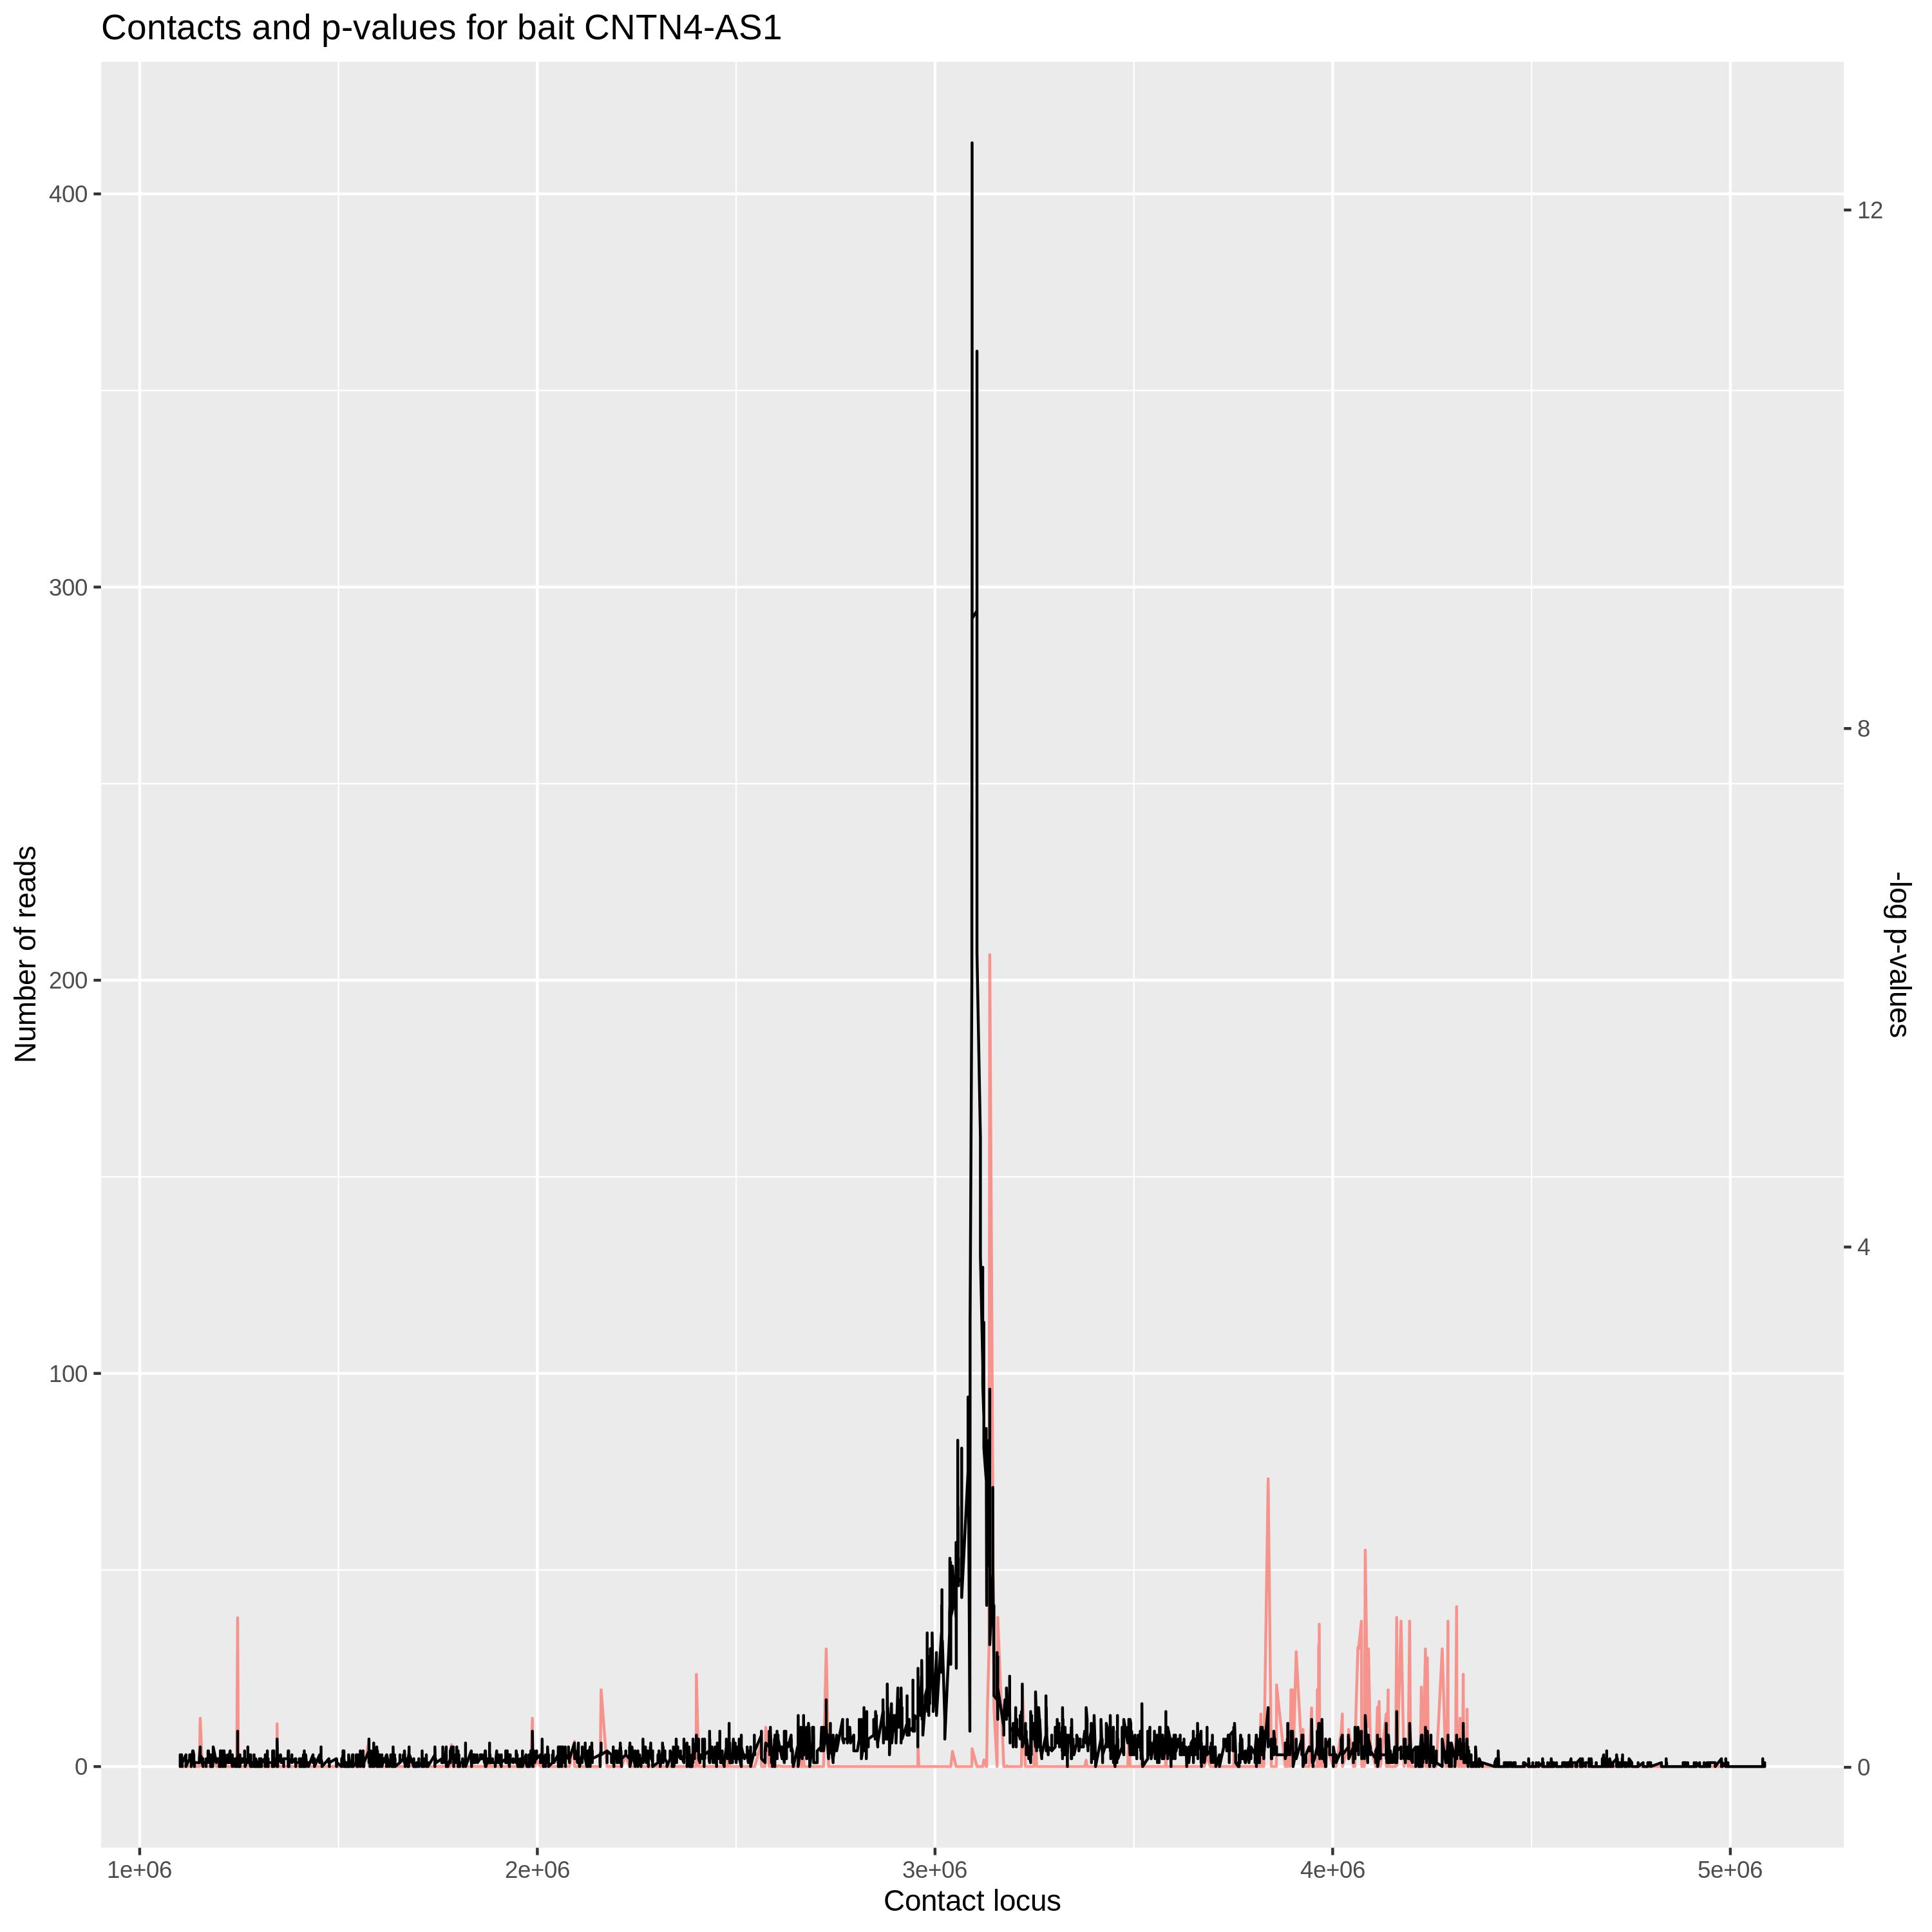 Contacts and p-values for bait CNTN4-AS1
400
300
200
100
0
12
8
4
0
Number of reads
-log p-values
1e+06
2e+06
3e+06
4e+06
5e+06
Contact locus